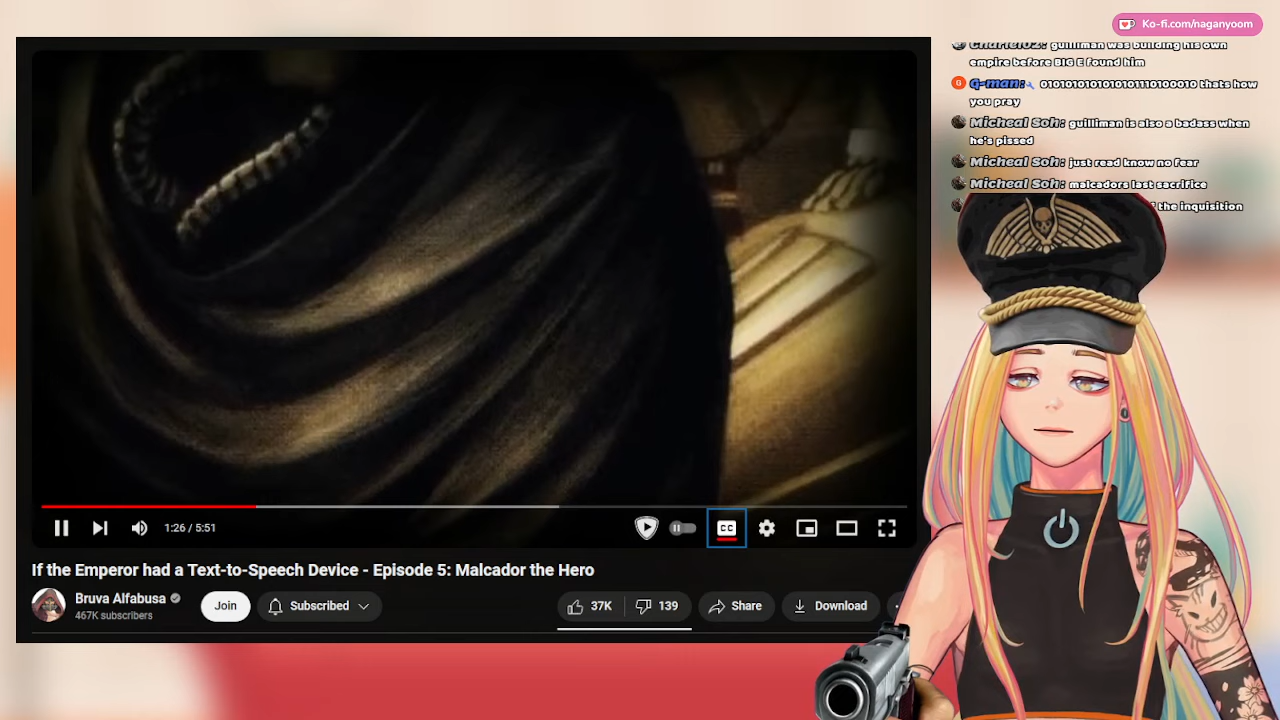 Ko-fi.com/naganyoom
Charlel02: guilliman was building his own
empire before BIG E found him
G-man: 0101010101010111010010 thats how
you pray
Micheal Soh: guilliman is also a badass when
he's pissed
Micheal Soh: just read know no fear
Micheal Soh: malcadors last sacrifice
the inquisition
1:26 / 5:51
CC
If the Emperor had a Text-to-Speech Device - Episode 5: Malcador the Hero
Bruva Alfabusa
467K subscribers
Join
Subscribed
37K
139
Share
Download